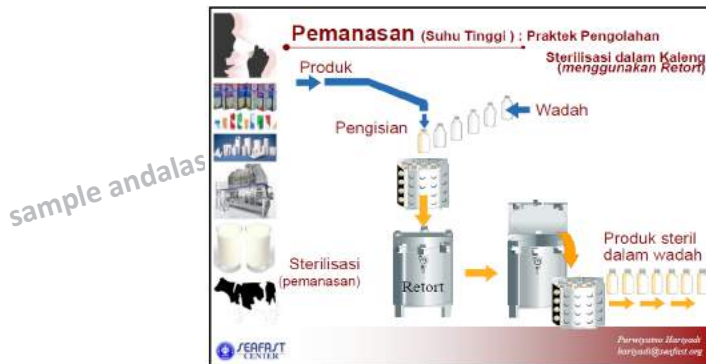 Pemanasan (Suhu Tinggi ) : Praktek Pengolahan
Sterilisasi dalam Kaleng
(menggunakan Retort)
Produk
Wadah
Pengisian
sample andalas
Sterilisasi
(pemanasan)
Retort
Produk steril
dalam wadah
SEAFAST
CENTER
Purwiyatno Hariyadi
hariyadi@seafast.org